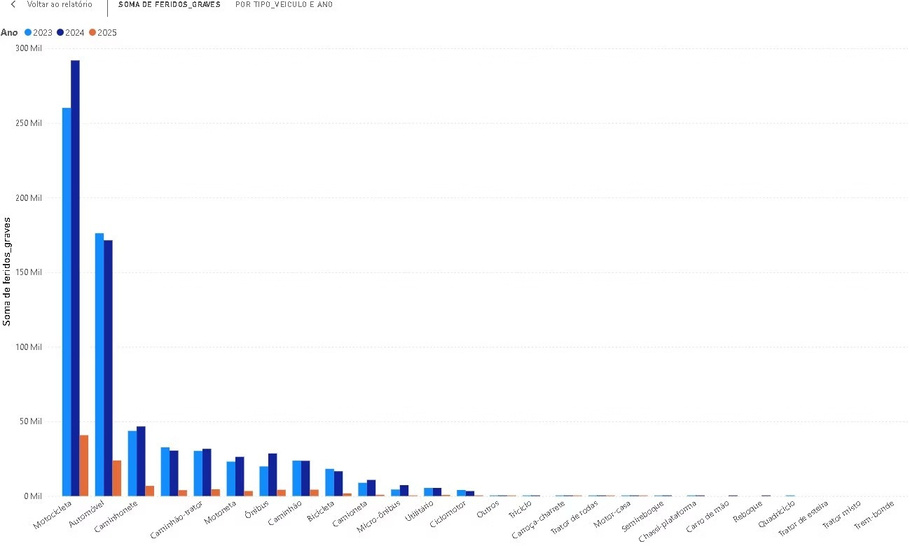 Voltar ao relatório
SOMA DE FERIDOS_GRAVES POR TIPO_VEICULO E ANO
Ano 2023 2024 2025
300 Mil
250 Mil
200 Mil
150 Mil
100 Mil
50 Mil
0 Mil
Soma de feridos_graves
Motocicleta
Automóvel
Caminhonete
Caminhão-trator
Motoneta
Ônibus
Caminhão
Bicicleta
Camioneta
Micro-ônibus
Utilitário
Ciclomotor
Outros
Triciclo
Carroça-charrete
Trator de rodas
Motor-casa
Semireboque
Chassi-plataforma
Carro de mão
Reboque
Quadriciclo
Trator de esteira
Trator misto
Trem-bonde